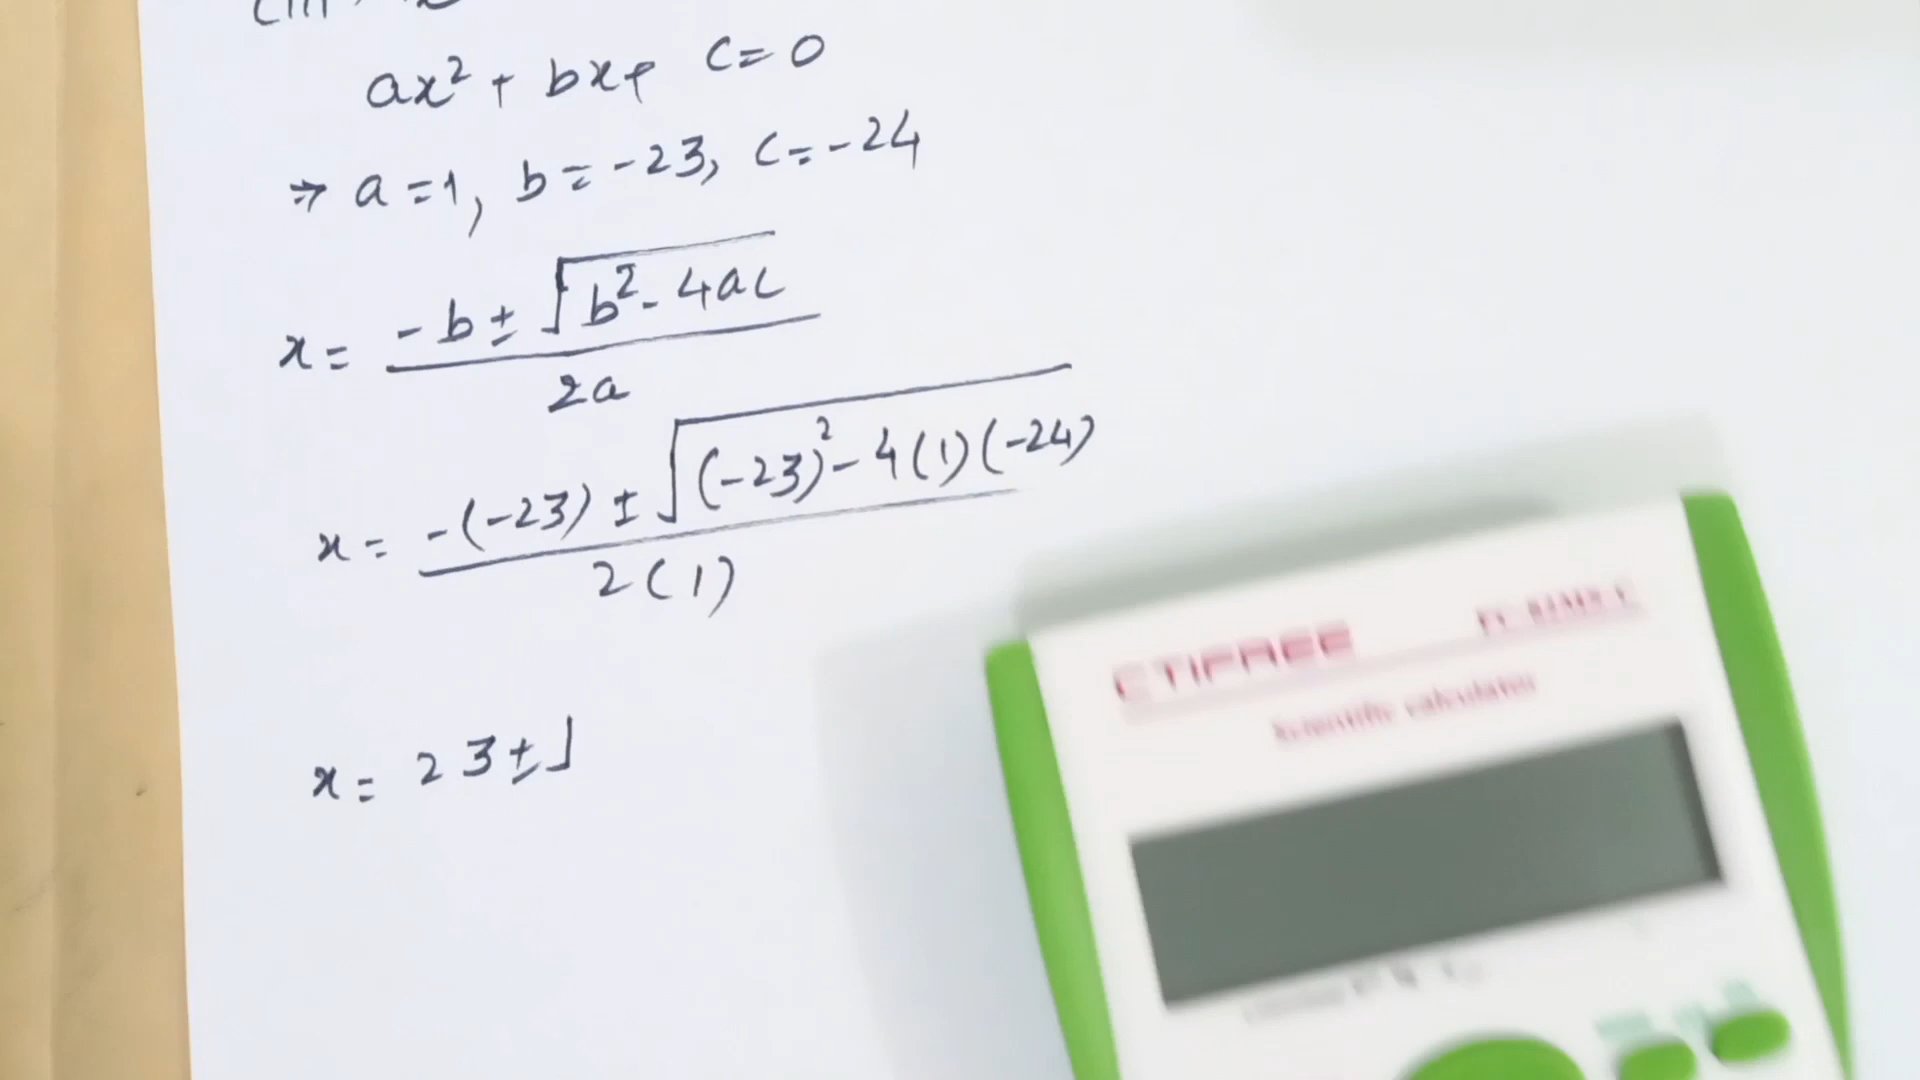 ax² + bx + c = 0
⇒ a = 1, b = -23, c = -24
x = -b ± √b² - 4ac
2a
x = -(-23) ± √(-23)² - 4(1)(-24)
2(1)
x = 23 ± √
CTIFREE
Scientific calculator